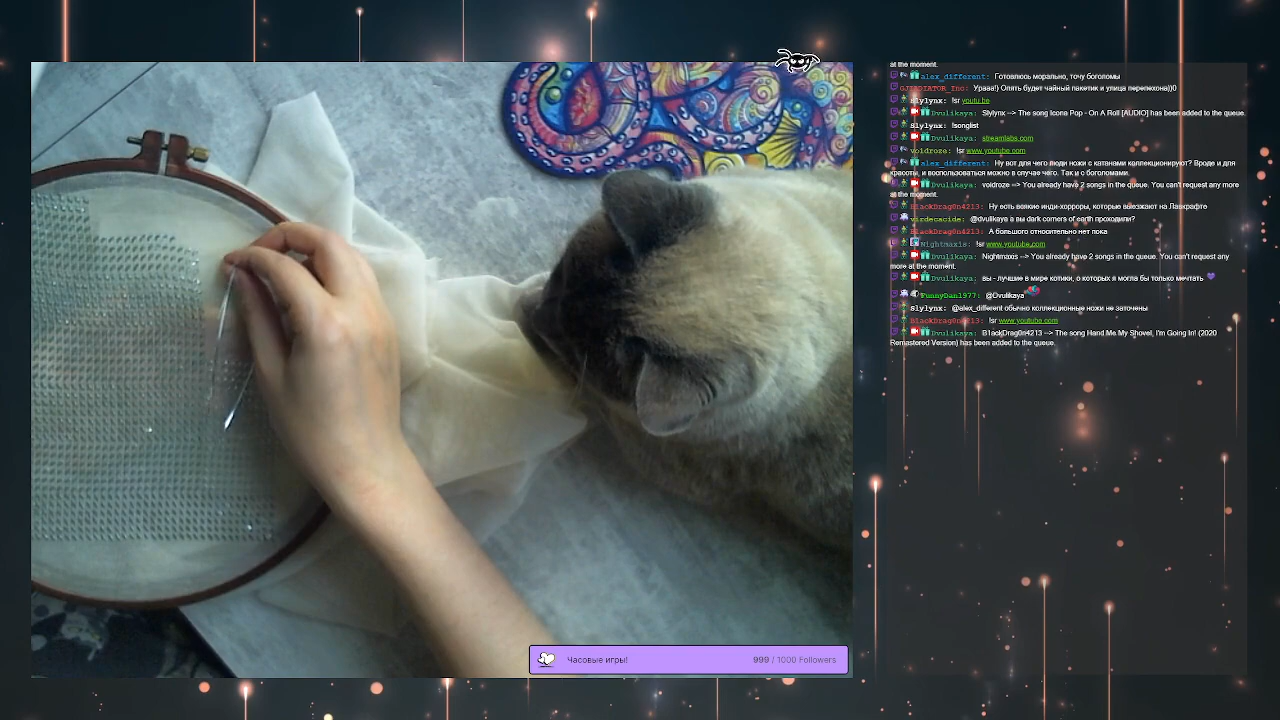 at the moment.
alex_different: Готовлюсь морально, точу боголомы
GJIADIATOR_Inc: Урааа!) Опять будет чайный пакетик и улица перепехона))0
Slylynx: !sr youtu.be
Dvulikaya: Slylynx --> The song Icona Pop - On A Roll [AUDIO] has been added to the queue.
Slylynx: !songlist
Dvulikaya: streamlabs.com
voidroze: !sr www.youtube.com
alex_different: Ну вот для чего люди ножи с катанами коллекционируют? Вроде и для
красоты, и воспользоваться можно в случае чего. Так и с боголомами.
Dvulikaya: voidroze --> You already have 2 songs in the queue. You can't request any more
at the moment.
BlackDrag0n4213: Ну есть всякие инди-хорроры, которые выезжают на Лавкрафте
virdecacide: @dvulikaya а вы dark corners of earth проходили?
BlackDrag0n4213: А большого относительно нет пока
Nightmaxis: !sr www.youtube.com
Dvulikaya: Nightmaxis --> You already have 2 songs in the queue. You can't request any
more at the moment.
Dvulikaya: вы - лучшие в мире котики, о которых я могла бы только мечтать 💜
FunnyDan1977: @Dvulikaya
Slylynx: @alex_different обычно коллекционные ножи не заточены
BlackDrag0n4213: !sr www.youtube.com
Dvulikaya: BlackDrag0n4213 --> The song Hand Me My Shovel, I'm Going In! (2020
Remastered Version) has been added to the queue.
Часовые игры! 999 / 1000 Followers